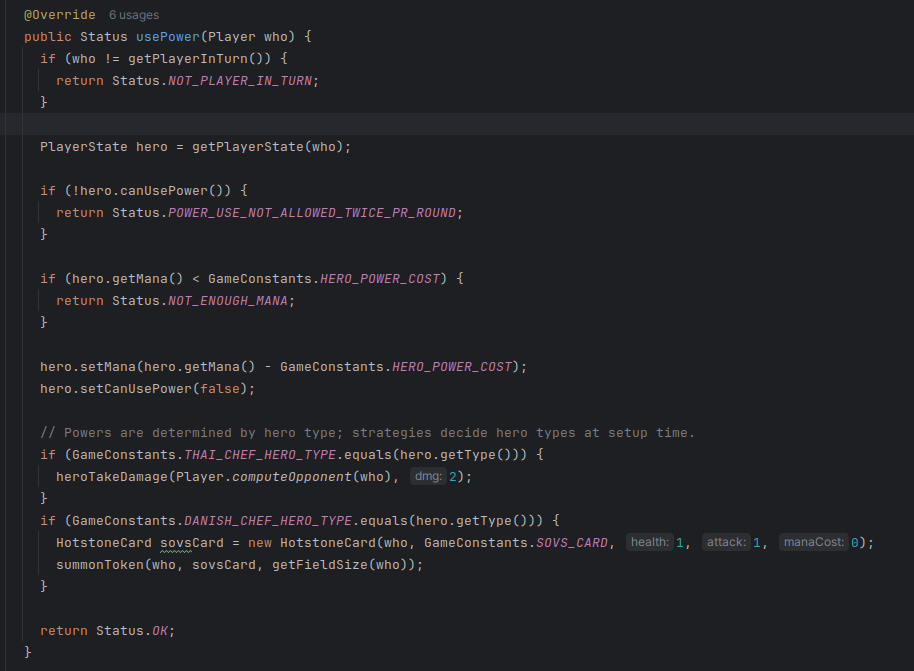 @Override 6 usages
public Status usePower(Player who) {
if (who != getPlayerInTurn()) {
return Status.NOT_PLAYER_IN_TURN;
}
PlayerState hero = getPlayerState(who);
if (!hero.canUsePower()) {
return Status.POWER_USE_NOT_ALLOWED_TWICE_PR_ROUND;
}
if (hero.getMana() < GameConstants.HERO_POWER_COST) {
return Status.NOT_ENOUGH_MANA;
}
hero.setMana(hero.getMana() - GameConstants.HERO_POWER_COST);
hero.setCanUsePower(false);
// Powers are determined by hero type; strategies decide hero types at setup time.
if (GameConstants.THAI_CHEF_HERO_TYPE.equals(hero.getType())) {
heroTakeDamage(Player.computeOpponent(who), dmg: 2);
}
if (GameConstants.DANISH_CHEF_HERO_TYPE.equals(hero.getType())) {
HotstoneCard sovsCard = new HotstoneCard(who, GameConstants.SOVS_CARD, health: 1, attack: 1, manaCost: 0);
summonToken(who, sovsCard, getFieldSize(who));
}
return Status.OK;
}